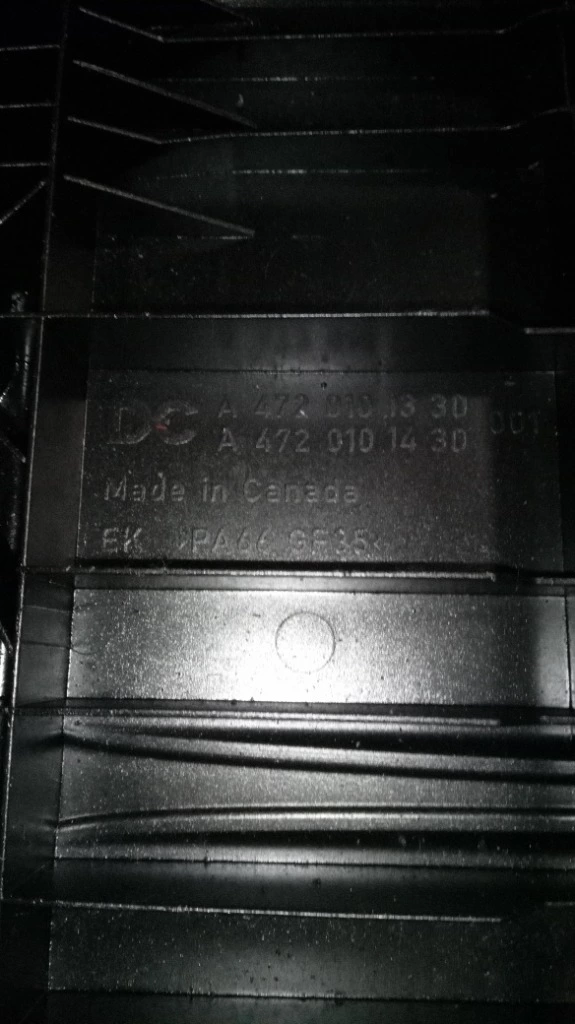 DC A 472 010 13 30
A 472 010 14 30
001
Made in Canada
EK >PA66 GF35<